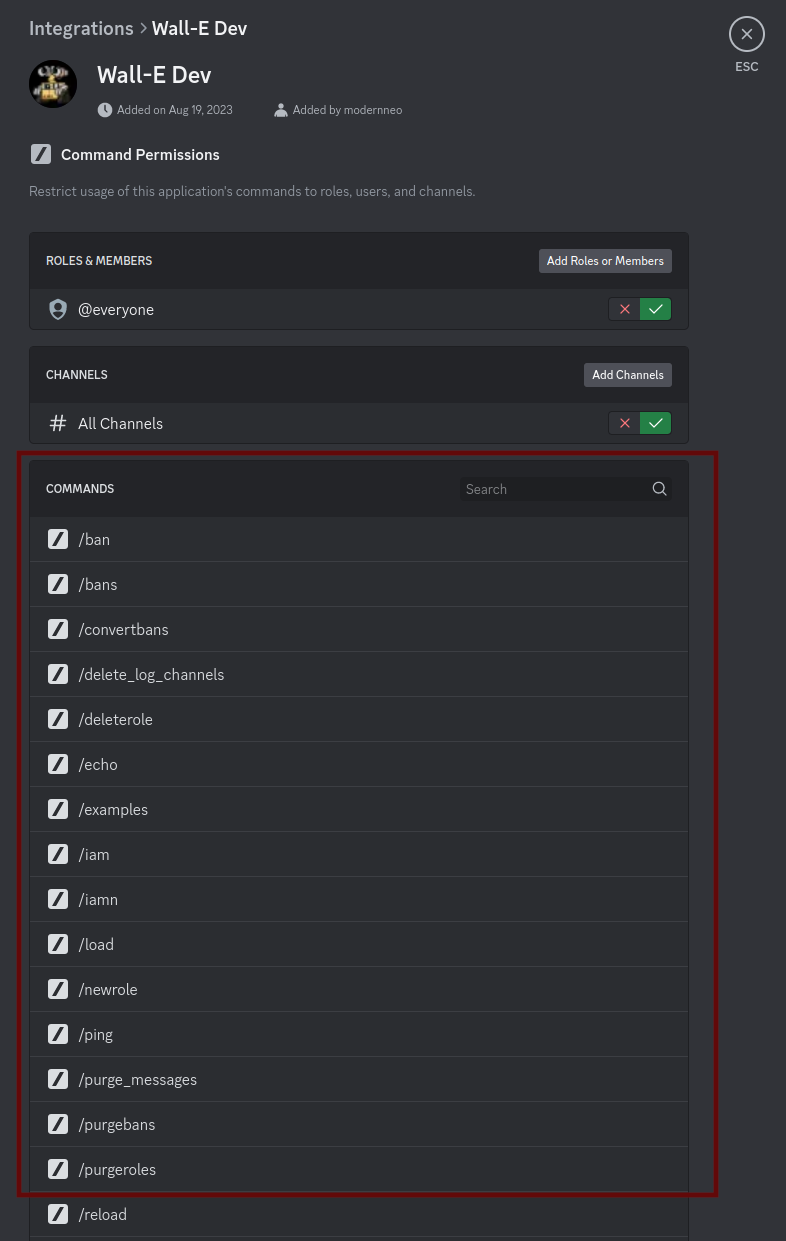 Integrations > Wall-E Dev
ESC
Wall-E Dev
Added on Aug 19, 2023 Added by modernneo
Command Permissions
Restrict usage of this application's commands to roles, users, and channels.
ROLES & MEMBERS Add Roles or Members
@everyone
CHANNELS Add Channels
# All Channels
COMMANDS Search
/ban
/bans
/convertbans
/delete_log_channels
/deleterole
/echo
/examples
/iam
/iamn
/load
/newrole
/ping
/purge_messages
/purgebans
/purgeroles
/reload